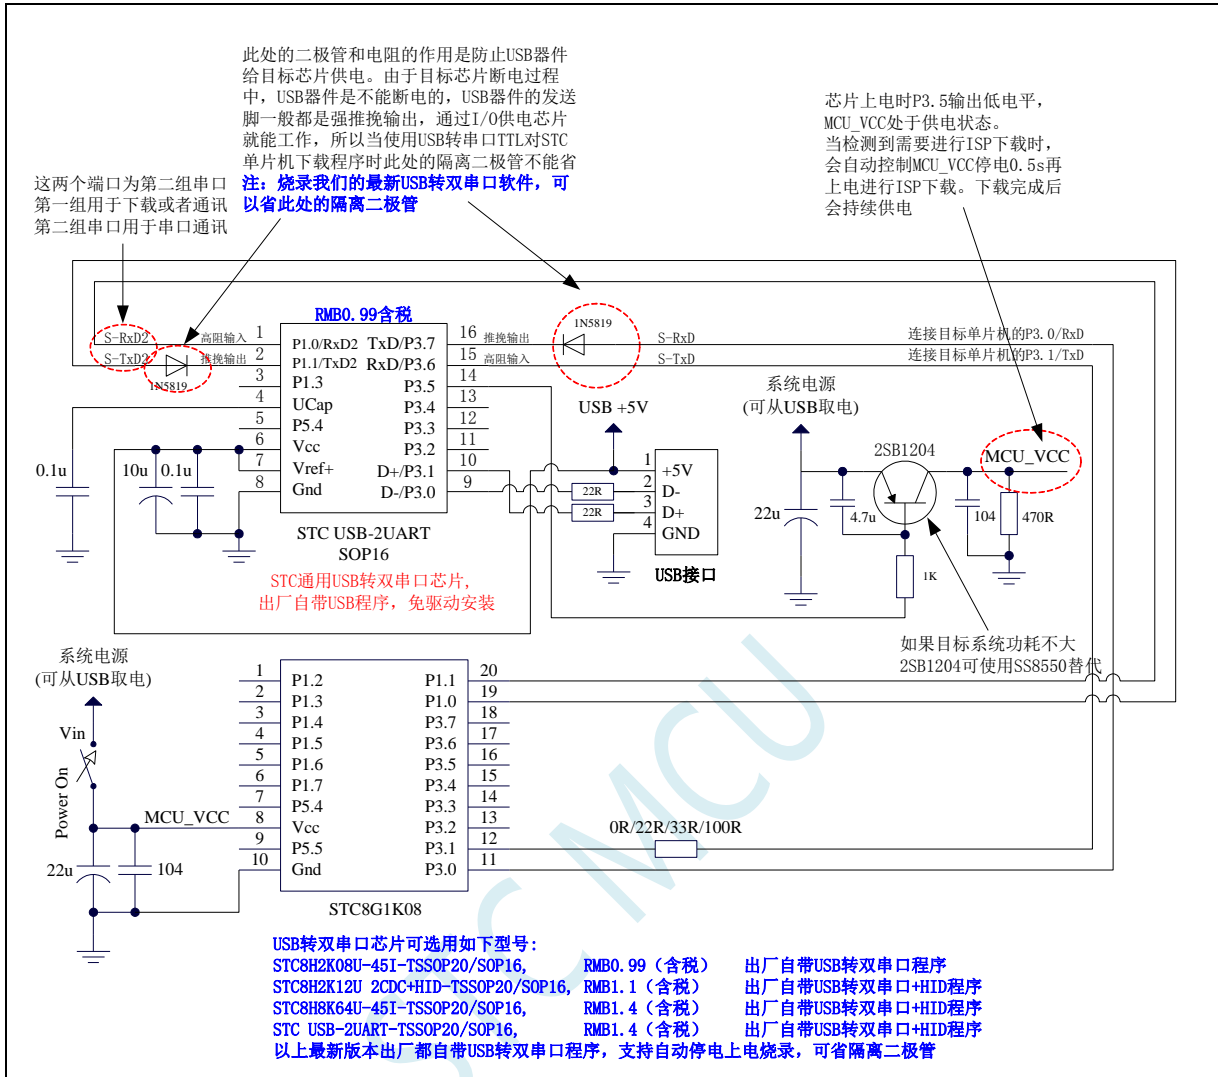 此处的二极管和电阻的作用是防止USB器件
给目标芯片供电。由于目标芯片断电过程
中，USB器件是不能断电的，USB器件的发送
脚一般都是强推挽输出，通过I/O供电芯片
就能工作，所以当使用USB转串口TTL对STC
单片机下载程序时此处的隔离二极管不能省
注：烧录我们的最新USB转双串口软件，可
以省此处的隔离二极管
芯片上电时P3.5输出低电平，
MCU_VCC处于供电状态。
当检测到需要进行ISP下载时，
会自动控制MCU_VCC停电0.5s再
上电进行ISP下载。下载完成后
会持续供电
这两个端口为第二组串口
第一组用于下载或者通讯
第二组串口用于串口通讯
RMB0.99含税
S-RxD2 高阻输入 1 P1.0/RxD2 TxD/P3.7 16 推挽输出 1N5819 S-RxD 连接目标单片机的P3.0/RxD
S-TxD2 1N5819 推挽输出 2 P1.1/TxD2 RxD/P3.6 15 高阻输入 S-TxD 连接目标单片机的P3.1/TxD
3 P1.3 P3.5 14
4 UCap P3.4 13
5 P5.4 P3.3 12
6 Vcc P3.2 11
7 Vref+ D+/P3.1 10
8 Gnd D-/P3.0 9
0.1u 10u 0.1u
STC USB-2UART
SOP16
STC通用USB转双串口芯片,
出厂自带USB程序，免驱动安装
USB +5V
1 +5V
22R 2 D-
22R 3 D+
4 GND
USB接口
系统电源
(可从USB取电)
2SB1204
MCU_VCC
22u 4.7u 104 470R
1K
如果目标系统功耗不大
2SB1204可使用SS8550替代
系统电源
(可从USB取电)
Vin
Power On
MCU_VCC
22u 104
1 P1.2 P1.1 20
2 P1.3 P1.0 19
3 P1.4 P3.7 18
4 P1.5 P3.6 17
5 P1.6 P3.5 16
6 P1.7 P3.4 15
7 P5.4 P3.3 14
8 Vcc P3.2 13
9 P5.5 P3.1 12
10 Gnd P3.0 11
0R/22R/33R/100R
STC8G1K08
STC MCU
USB转双串口芯片可选用如下型号:
STC8H2K08U-45I-TSSOP20/SOP16, RMB0.99（含税） 出厂自带USB转双串口程序
STC8H2K12U 2CDC+HID-TSSOP20/SOP16, RMB1.1（含税） 出厂自带USB转双串口+HID程序
STC8H8K64U-45I-TSSOP20/SOP16, RMB1.4（含税） 出厂自带USB转双串口+HID程序
STC USB-2UART-TSSOP20/SOP16, RMB1.4（含税） 出厂自带USB转双串口+HID程序
以上最新版本出厂都自带USB转双串口程序，支持自动停电上电烧录，可省隔离二极管